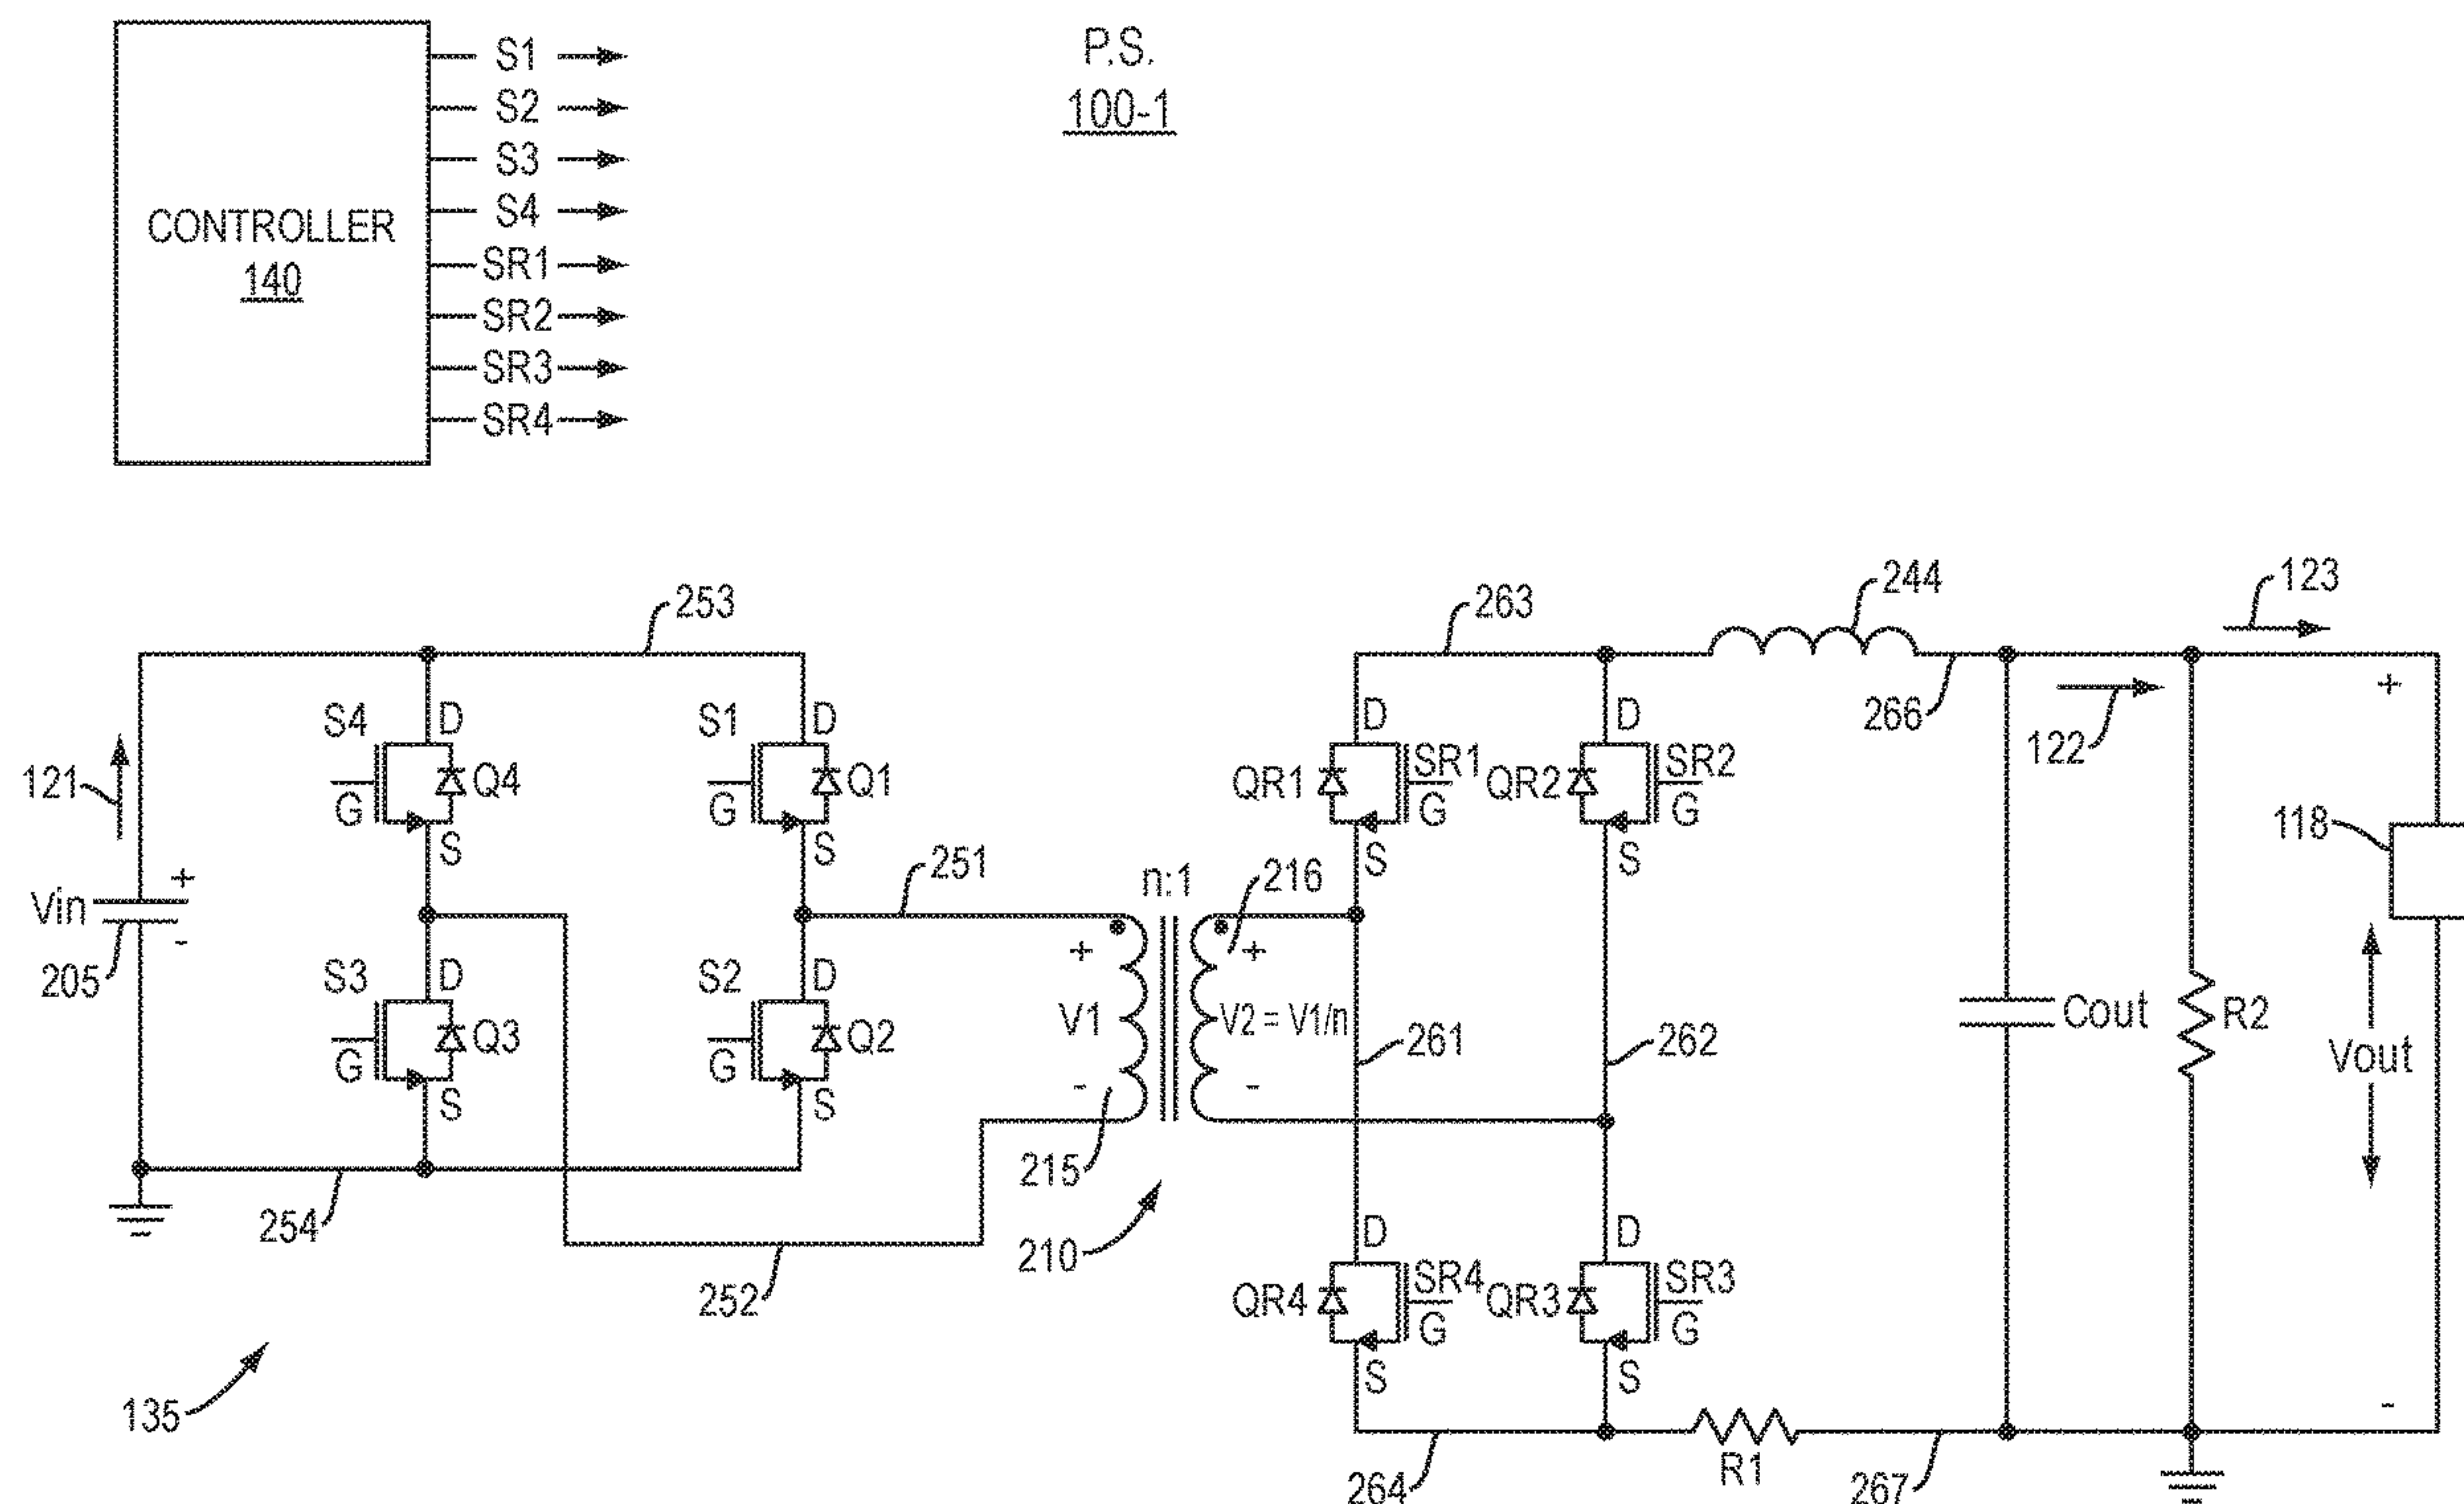 P.S.
100-1
CONTROLLER
140
S1
S2
S3
S4
SR1
SR2
SR3
SR4
253
263
244
123
S4 D
S1 D
D
D
266
122
+
121
G Q4
G Q1
QR1 SR1 G
QR2 SR2 G
S
S
S
S
118
Vin + -
205
251
n:1
216
S3 D
S2 D
+
+
G Q3
G Q2
V1
V2 = V1/n
261
262
Cout
R2
Vout
S
S
-
-
215
254
210
252
D
D
QR4 SR4 G
QR3 SR3 G
S
S
135
-
264
R1
267